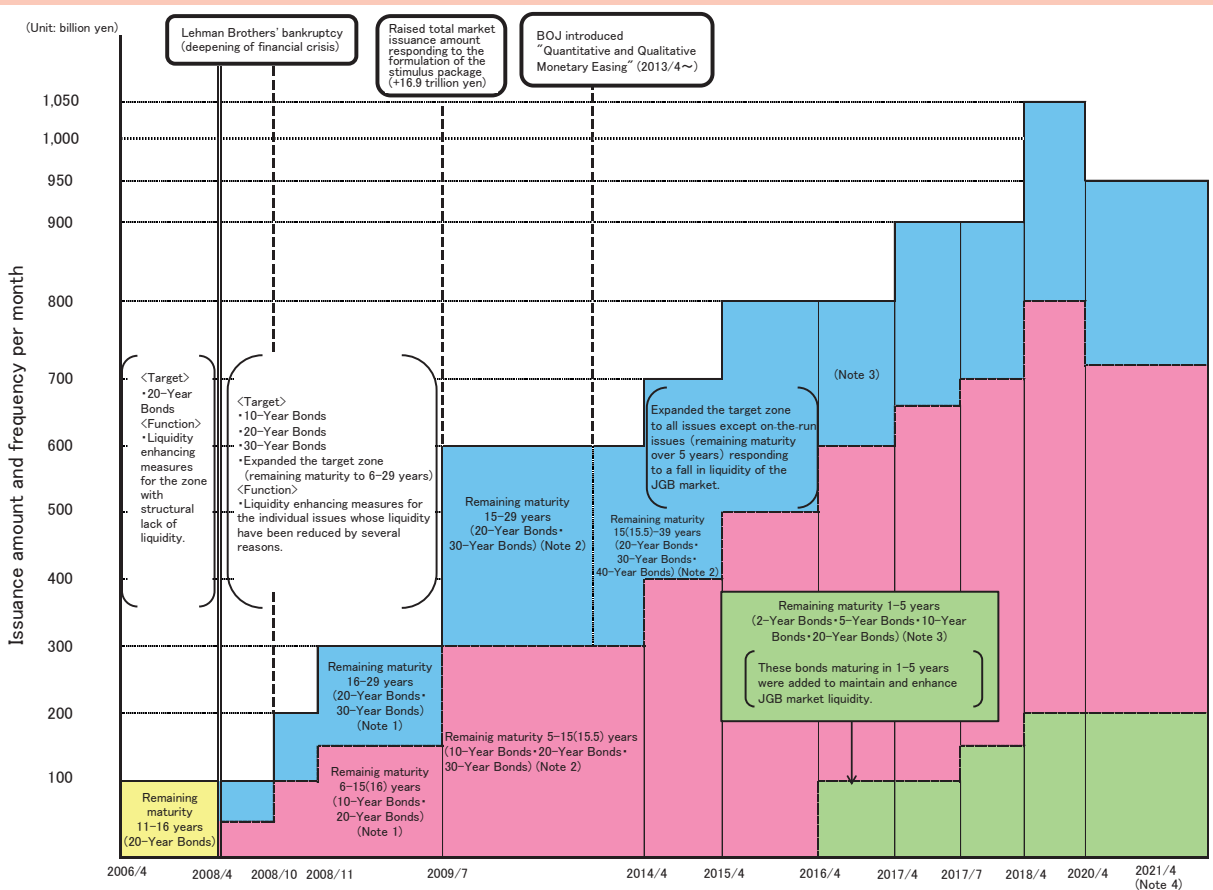 (Unit: billion yen)
Lehman Brothers' bankruptcy
(deepening of financial crisis)
Raised total market
issuance amount
responding to the
formulation of the
stimulus package
(+16.9 trillion yen)
BOJ introduced
"Quantitative and Qualitative
Monetary Easing" (2013/4～)
Issuance amount and frequency per month
1,050
1,000
950
900
800
700
600
500
400
300
200
100
<Target>
・20-Year
Bonds
<Function>
・Liquidity
enhancing
measures
for the zone
with
structural
lack of
liquidity.
<Target>
・10-Year Bonds
・20-Year Bonds
・30-Year Bonds
・Expanded the target zone
(remaining maturity to 6-29 years)
<Function>
・Liquidity enhancing measures for
the individual issues whose liquidity
have been reduced by several
reasons.
Remaining
maturity
11-16 years
(20-Year Bonds)
Remaining maturity
16-29 years
(20-Year Bonds・
30-Year Bonds)
(Note 1)
Remaining maturity
6-15(16) years
(10-Year Bonds・
20-Year Bonds)
(Note 1)
Remaining maturity
15-29 years
(20-Year Bonds・
30-Year Bonds) (Note 2)
Remainig maturity 5-15(15.5) years
(10-Year Bonds・20-Year Bonds・
30-Year Bonds) (Note 2)
Remaining maturity
15(15.5)-39 years
(20-Year Bonds・
30-Year Bonds・
40-Year Bonds) (Note 2)
Expanded the target zone
to all issues except on-the-run
issues (remaining maturity
over 5 years) responding
to a fall in liquidity of the
JGB market.
(Note 3)
Remaining maturity 1-5 years
(2-Year Bonds・5-Year Bonds・10-Year
Bonds・20-Year Bonds) (Note 3)
These bonds maturing in 1-5 years
were added to maintain and enhance
JGB market liquidity.
2006/4
2008/4
2008/10
2008/11
2009/7
2014/4
2015/4
2016/4
2017/4
2017/7
2018/4
2020/4
2021/4
(Note 4)